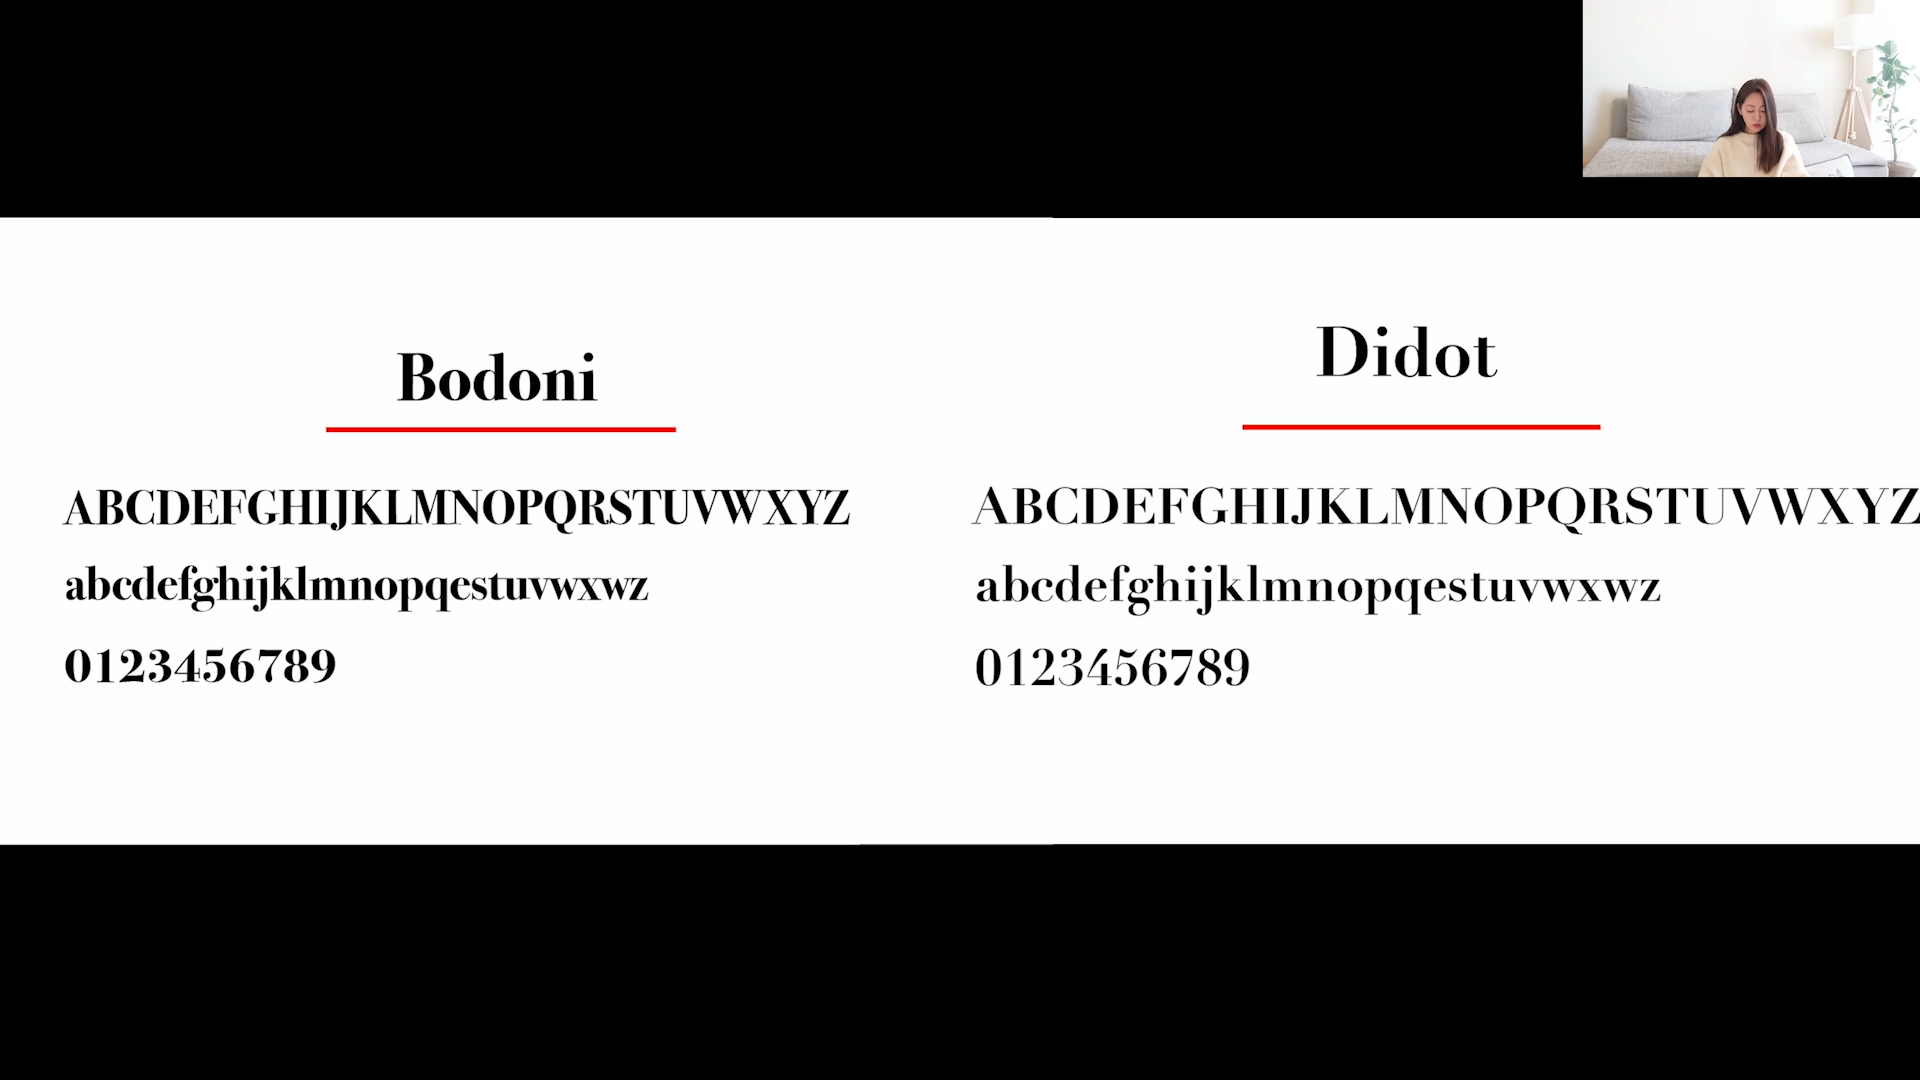 Bodoni
ABCDEFGHIJKLMNOPQRSTUVWXYZ
abcdefghijklmnopqestuvwxwz
0123456789
Didot
ABCDEFGHIJKLMNOPQRSTUVWXYZ
abcdefghijklmnopqestuvwxwz
0123456789